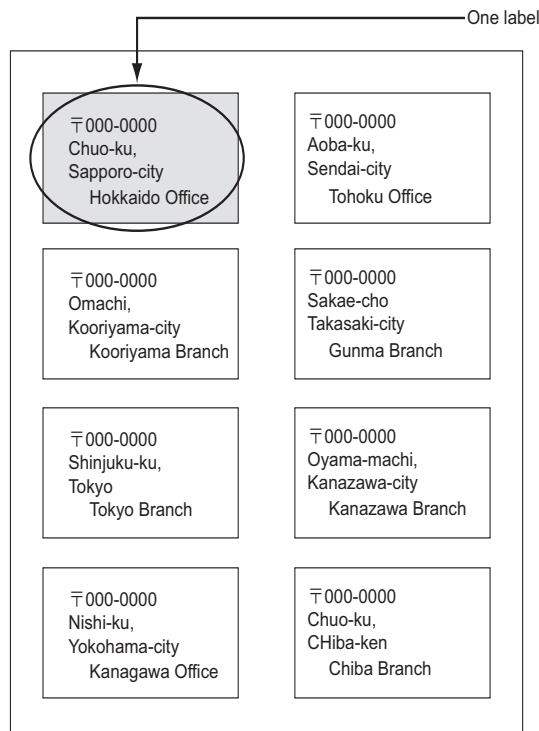 One label
〒000-0000
Chuo-ku,
Sapporo-city
Hokkaido Office
〒000-0000
Aoba-ku,
Sendai-city
Tohoku Office
〒000-0000
Omachi,
Kooriyama-city
Kooriyama Branch
〒000-0000
Sakae-cho
Takasaki-city
Gunma Branch
〒000-0000
Shinjuku-ku,
Tokyo
Tokyo Branch
〒000-0000
Oyama-machi,
Kanazawa-city
Kanazawa Branch
〒000-0000
Nishi-ku,
Yokohama-city
Kanagawa Office
〒000-0000
Chuo-ku,
CHiba-ken
Chiba Branch